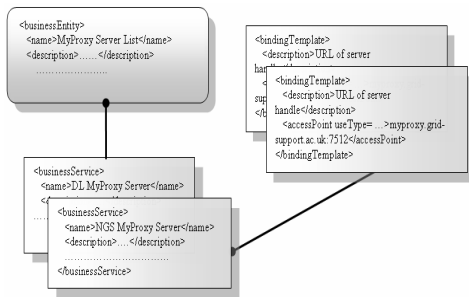 <businessEntity>
<name>MyProxy Server List</name>
<description>……</description>
……………………
<bindingTemplate>
<description>URL of server
<bindingTemplate>
<description>URL of server
handle</description>
<accessPoint useType= …>myproxy.grid-
support.ac.uk:7512</accessPoint>
</bindingTemplate>
<businessService>
<name>DL MyProxy Server</name>
<businessService>
<name>NGS MyProxy Server</name>
<description>….</description>
………………………………
</businessService>